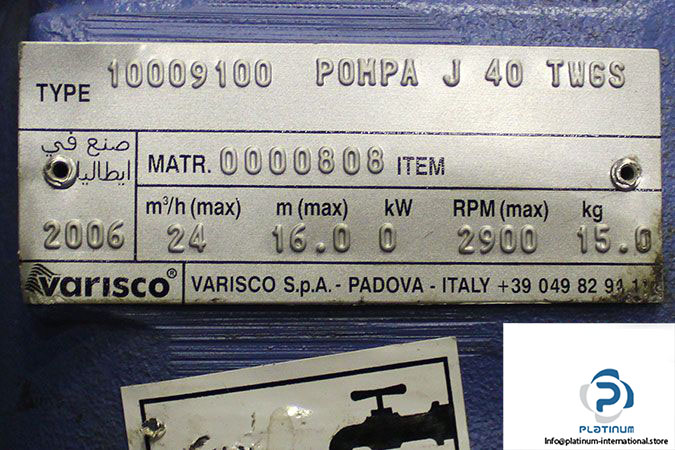 TYPE 10009100 POMPA J 40 TWGS
صنع في
ايطاليا
MATR. 0000808 ITEM
m³/h (max) m (max) kW RPM (max) kg
2006 24 16.0 0 2900 15.0
varisco® VARISCO S.p.A. - PADOVA - ITALY +39 049 82 94
PLATINUM
Info@platinum-international.store